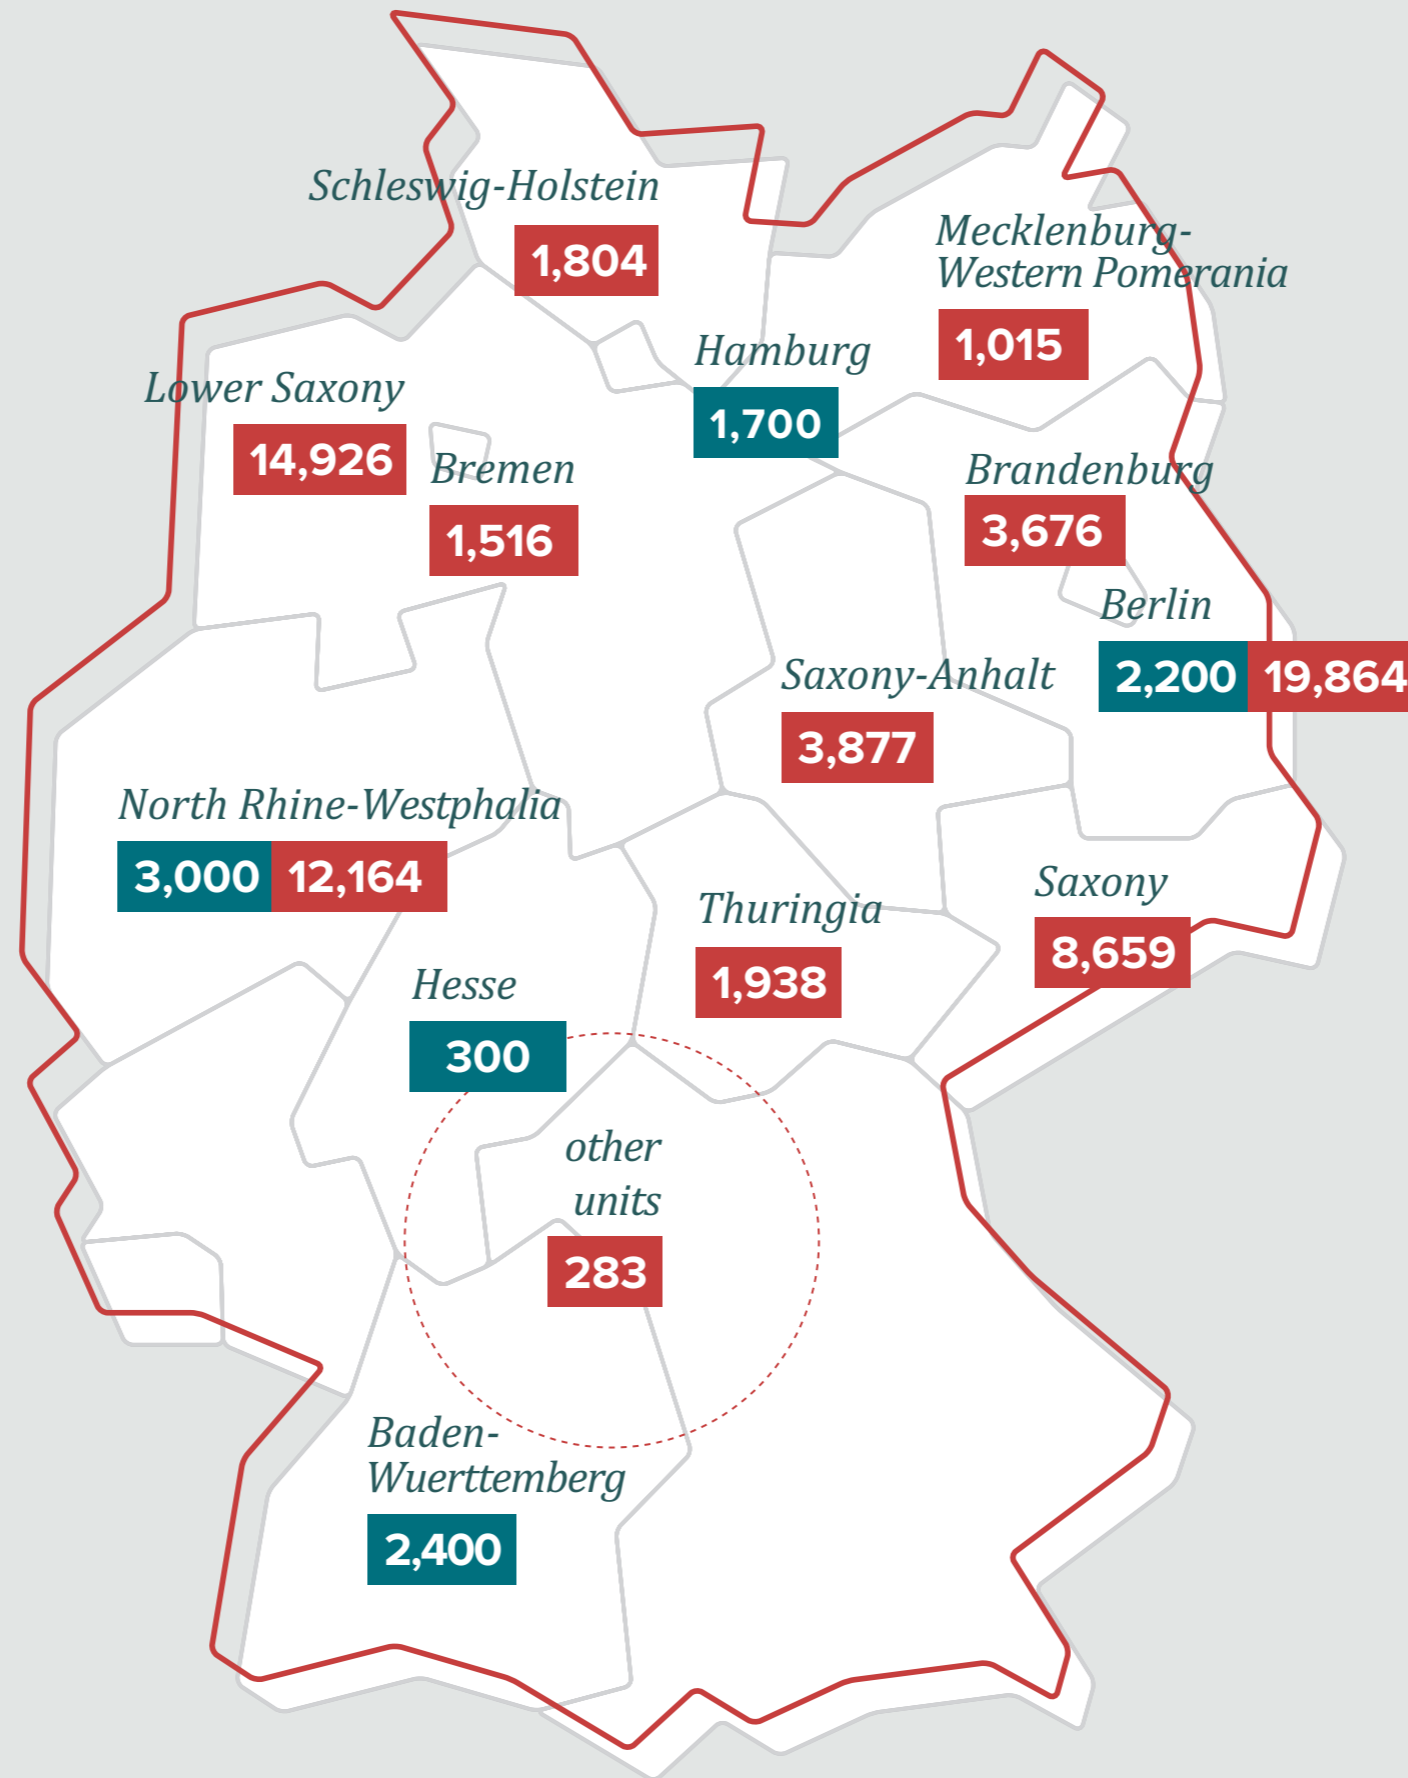 Schleswig-Holstein
1,804
Mecklenburg-
Western Pomerania
1,015
Hamburg
1,700
Lower Saxony
14,926
Bremen
1,516
Brandenburg
3,676
Berlin
2,200 19,864
Saxony-Anhalt
3,877
North Rhine-Westphalia
3,000 12,164
Saxony
8,659
Thuringia
1,938
Hesse
300
other
units
283
Baden-
Wuerttemberg
2,400